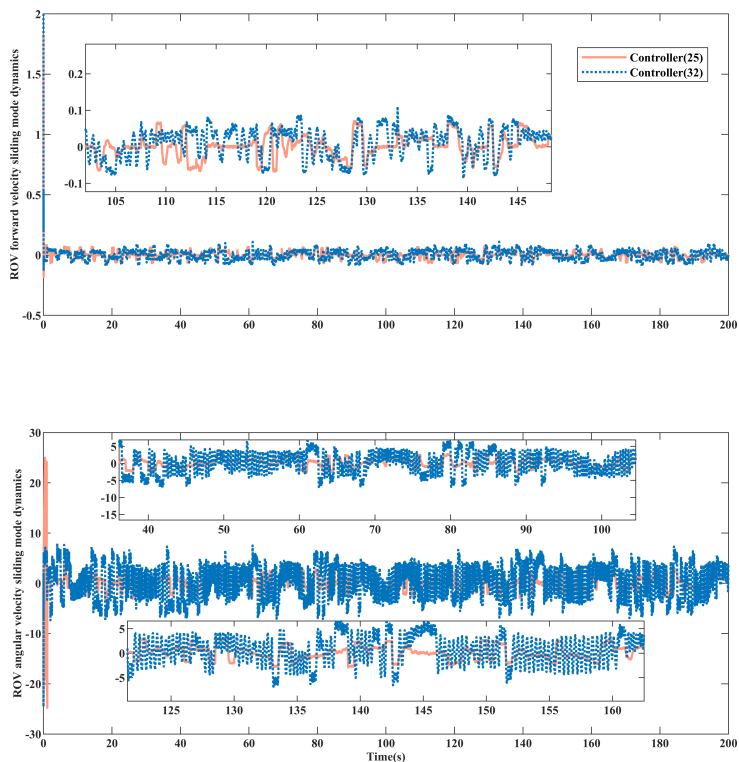 2
1.5
1
0.5
0
-0.5
ROV forward velocity sliding mode dynamics
0.2
0.1
0
-0.1
105 110 115 120 125 130 135 140 145
Controller(25)
Controller(32)
0 20 40 60 80 100 120 140 160 180 200
30
20
10
0
-10
-20
-30
ROV angular velocity sliding mode dynamics
5
0
-5
-10
-15
40 50 60 70 80 90 100
5
0
-5
125 130 135 140 145 150 155 160
0 20 40 60 80 100 120 140 160 180 200
Time(s)